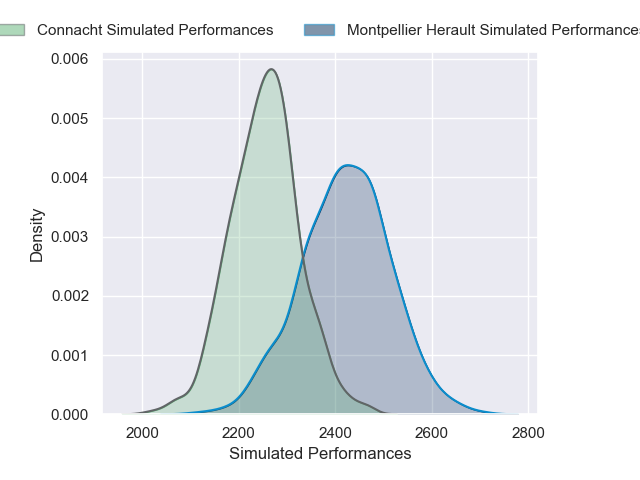 Connacht Simulated Performances Montpellier Herault Simulated Performances
0.006
0.005
0.004
0.003
0.002
0.001
0.000
Density
2000 2200 2400 2600 2800
Simulated Performances